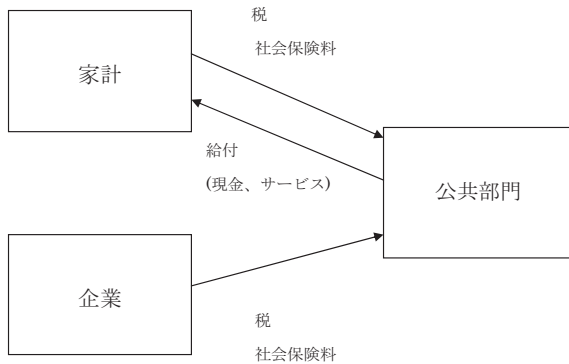 税
社会保険料
家計
給付
(現金、サービス)
公共部門
企業
税
社会保険料